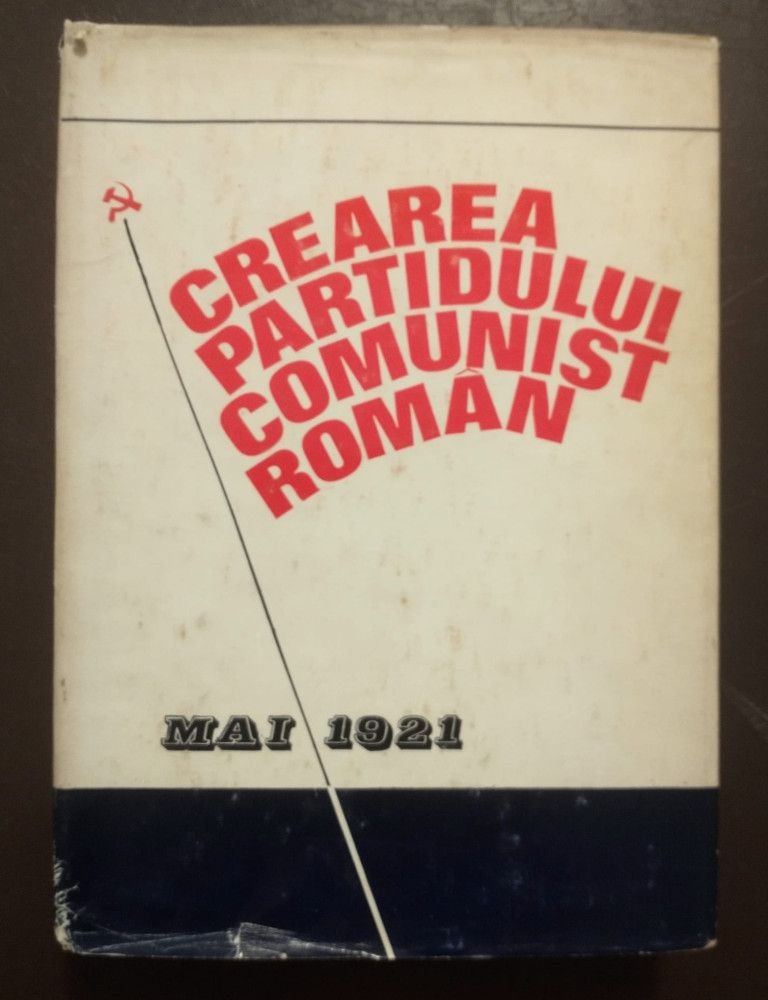 CREAREA
PARTIDULUI
COMUNIST
ROMÂN
MAI 1921